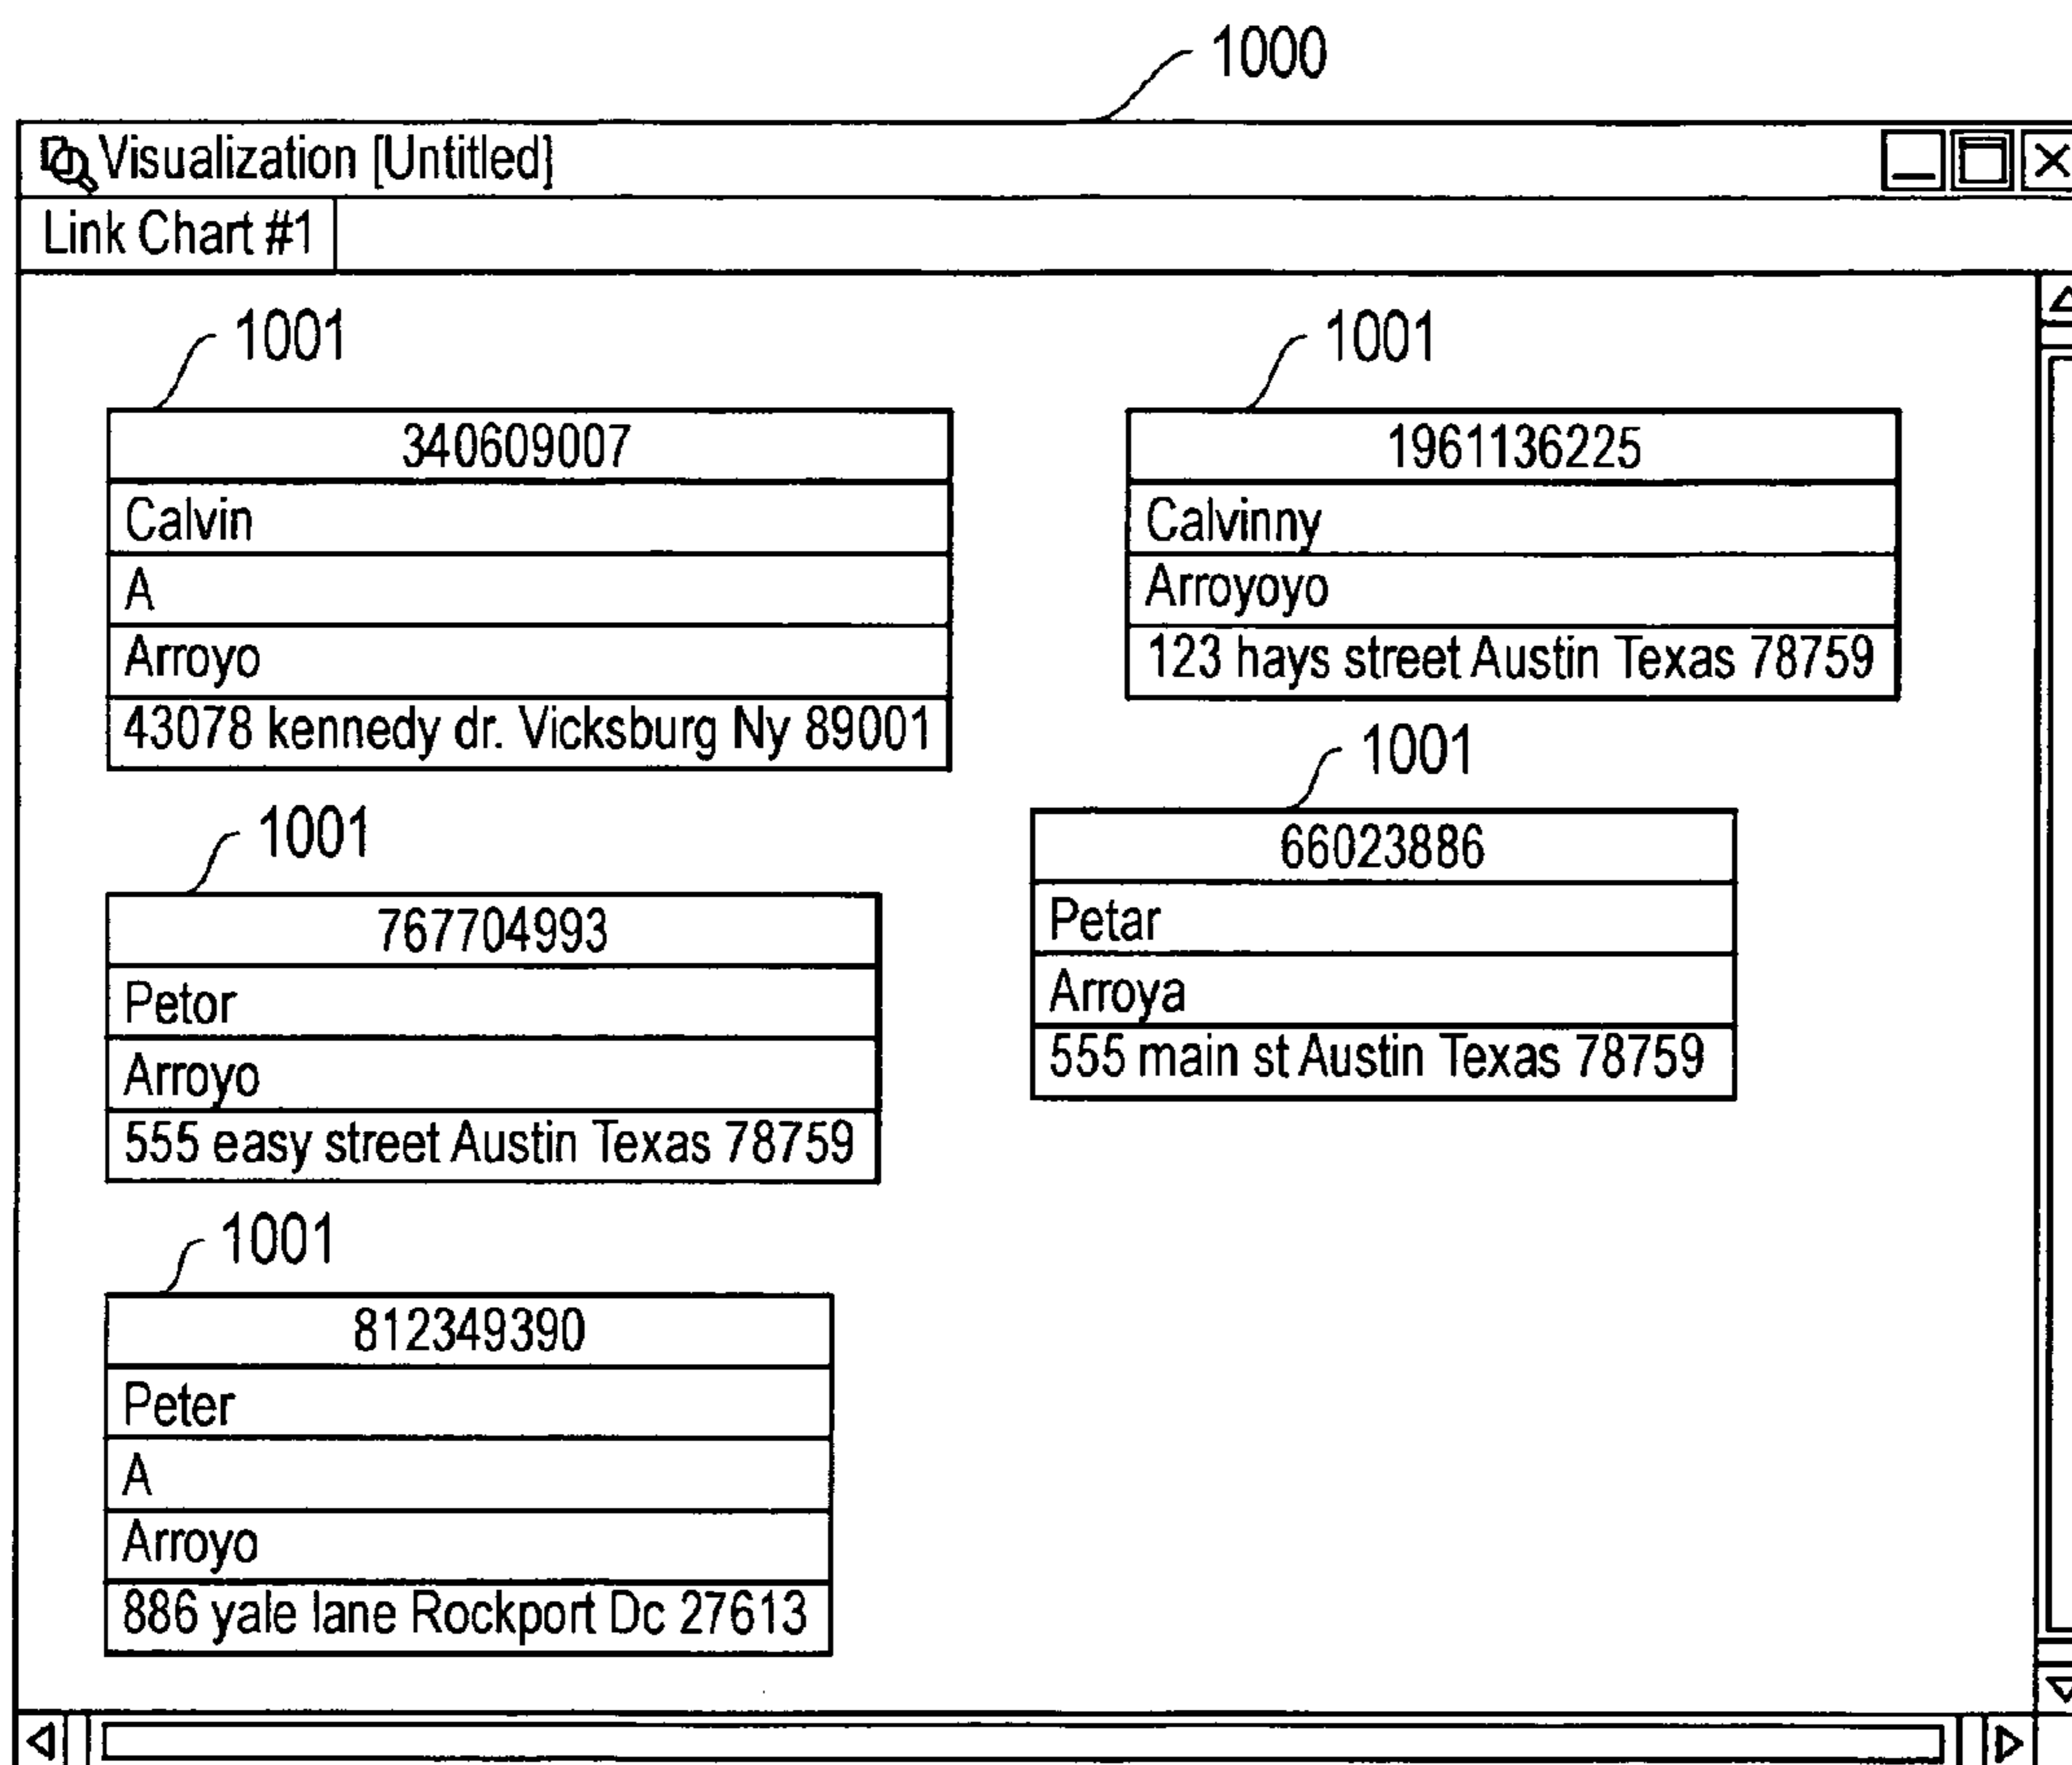 1000
Visualization [Untitled]
Link Chart #1
1001
340609007
Calvin
A
Arroyo
43078 kennedy dr. Vicksburg Ny 89001
1001
1961136225
Calvinny
Arroyoyo
123 hays street Austin Texas 78759
1001
767704993
Petor
Arroyo
555 easy street Austin Texas 78759
1001
66023886
Petar
Arroya
555 main st Austin Texas 78759
1001
812349390
Peter
A
Arroyo
886 yale lane Rockport Dc 27613